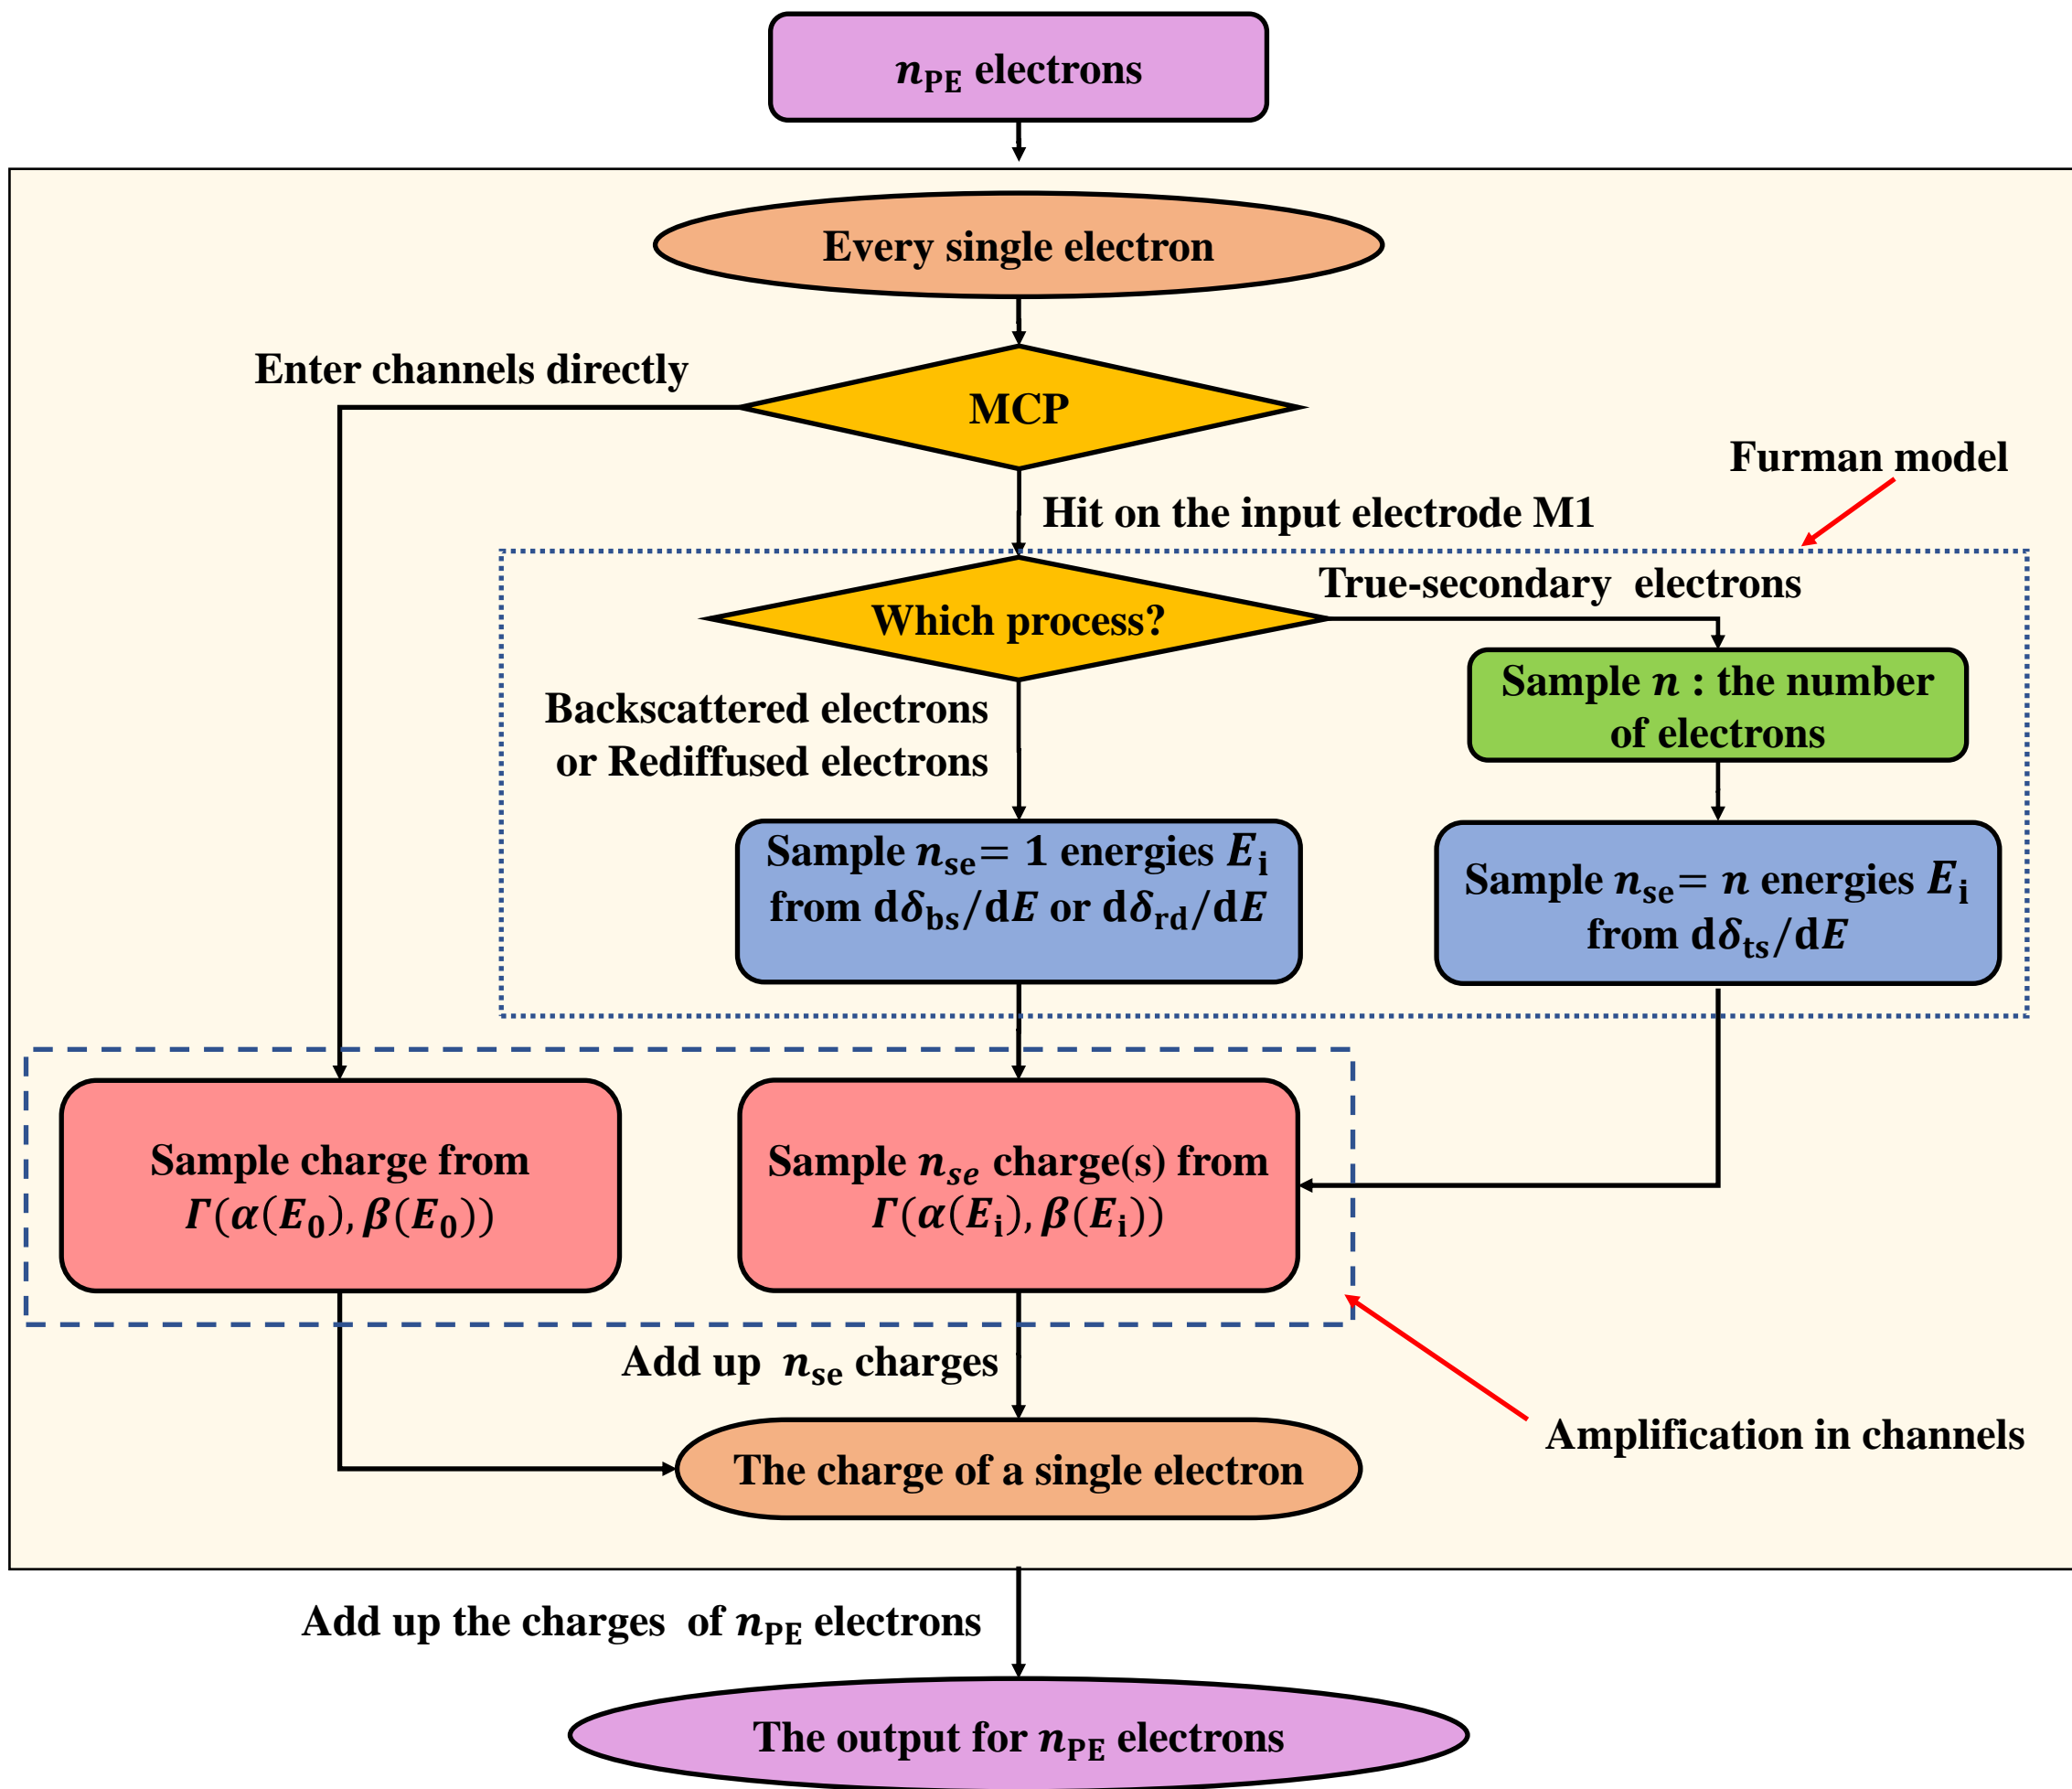 n_PE electrons
Every single electron
Enter channels directly
MCP
Furman model
Hit on the input electrode M1
True-secondary electrons
Which process?
Sample n : the number
of electrons
Backscattered electrons
or Rediffused electrons
Sample n_se= 1 energies E_i
from dδ_bs/dE or dδ_rd/dE
Sample n_se= n energies E_i
from dδ_ts/dE
Sample charge from
Γ(α(E_0), β(E_0))
Sample n_se charge(s) from
Γ(α(E_i), β(E_i))
Add up n_se charges
Amplification in channels
The charge of a single electron
Add up the charges of n_PE electrons
The output for n_PE electrons